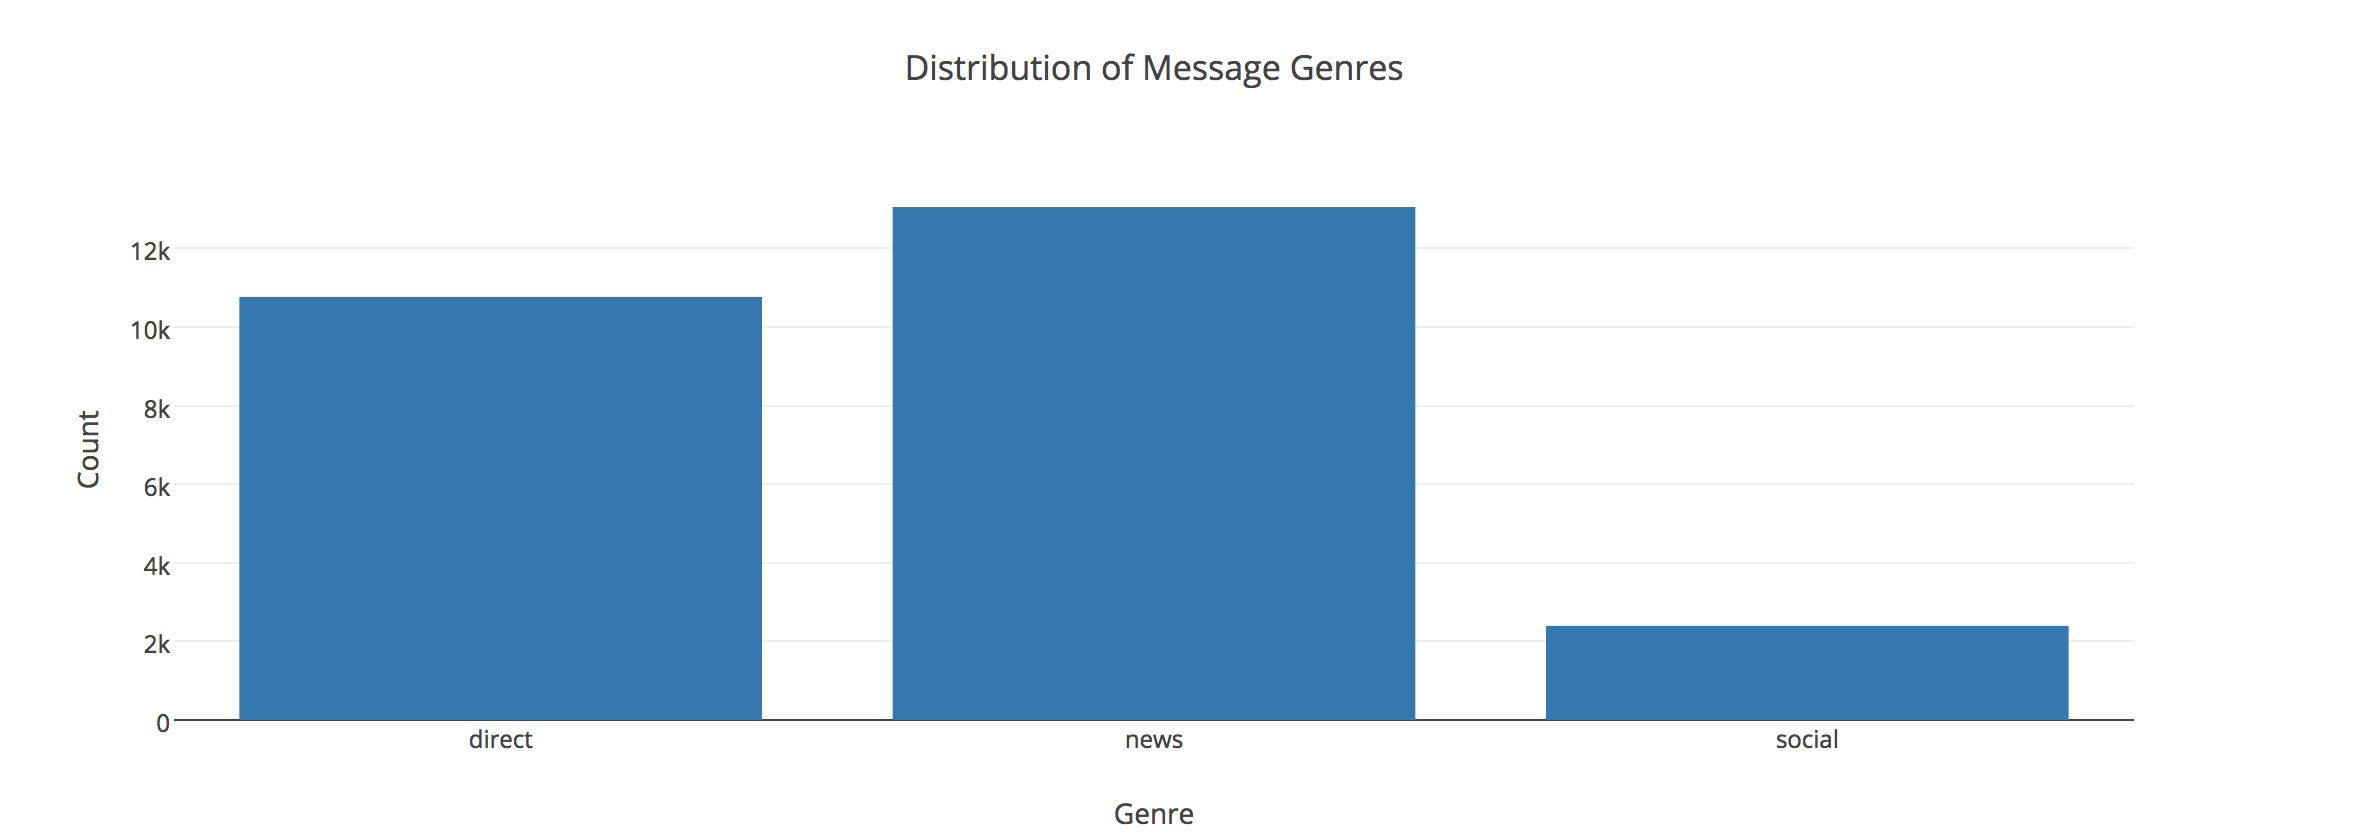 Distribution of Message Genres
12k
10k
8k
6k
4k
2k
0
Count
direct news social
Genre